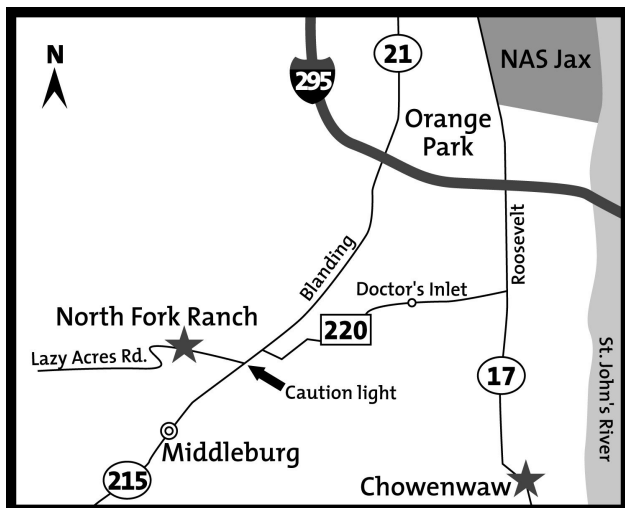 N
21
295
NAS Jax
Orange
Park
Blanding
Roosevelt
Doctor's Inlet
North Fork Ranch
220
Lazy Acres Rd.
Caution light
17
St. John's River
Middleburg
215
Chowenwaw